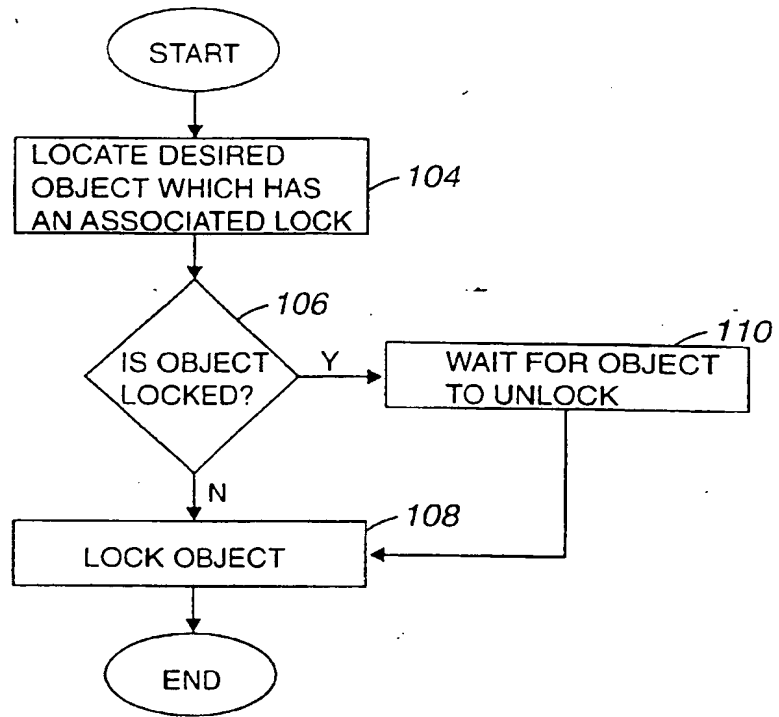 START
LOCATE DESIRED
OBJECT WHICH HAS
AN ASSOCIATED LOCK
104
106
IS OBJECT
LOCKED?
Y
110
WAIT FOR OBJECT
TO UNLOCK
N
108
LOCK OBJECT
END